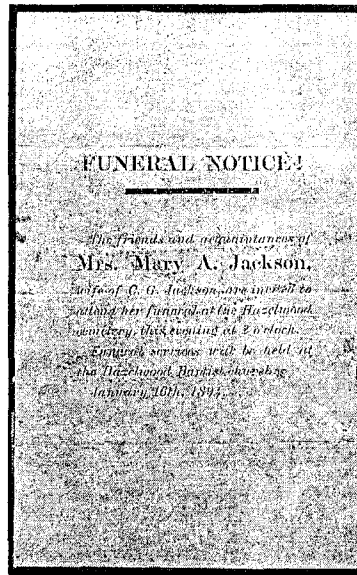 FUNERAL NOTICE!
The friends and acquaintances of
Mrs. Mary A. Jackson,
wife of C. G. Jackson, are invited to
attend her funeral at the Hazelwood
cemetery, this evening at 2 o'clock.
Funeral services will be held at
the Hazelwood Baptist church
January 16th,